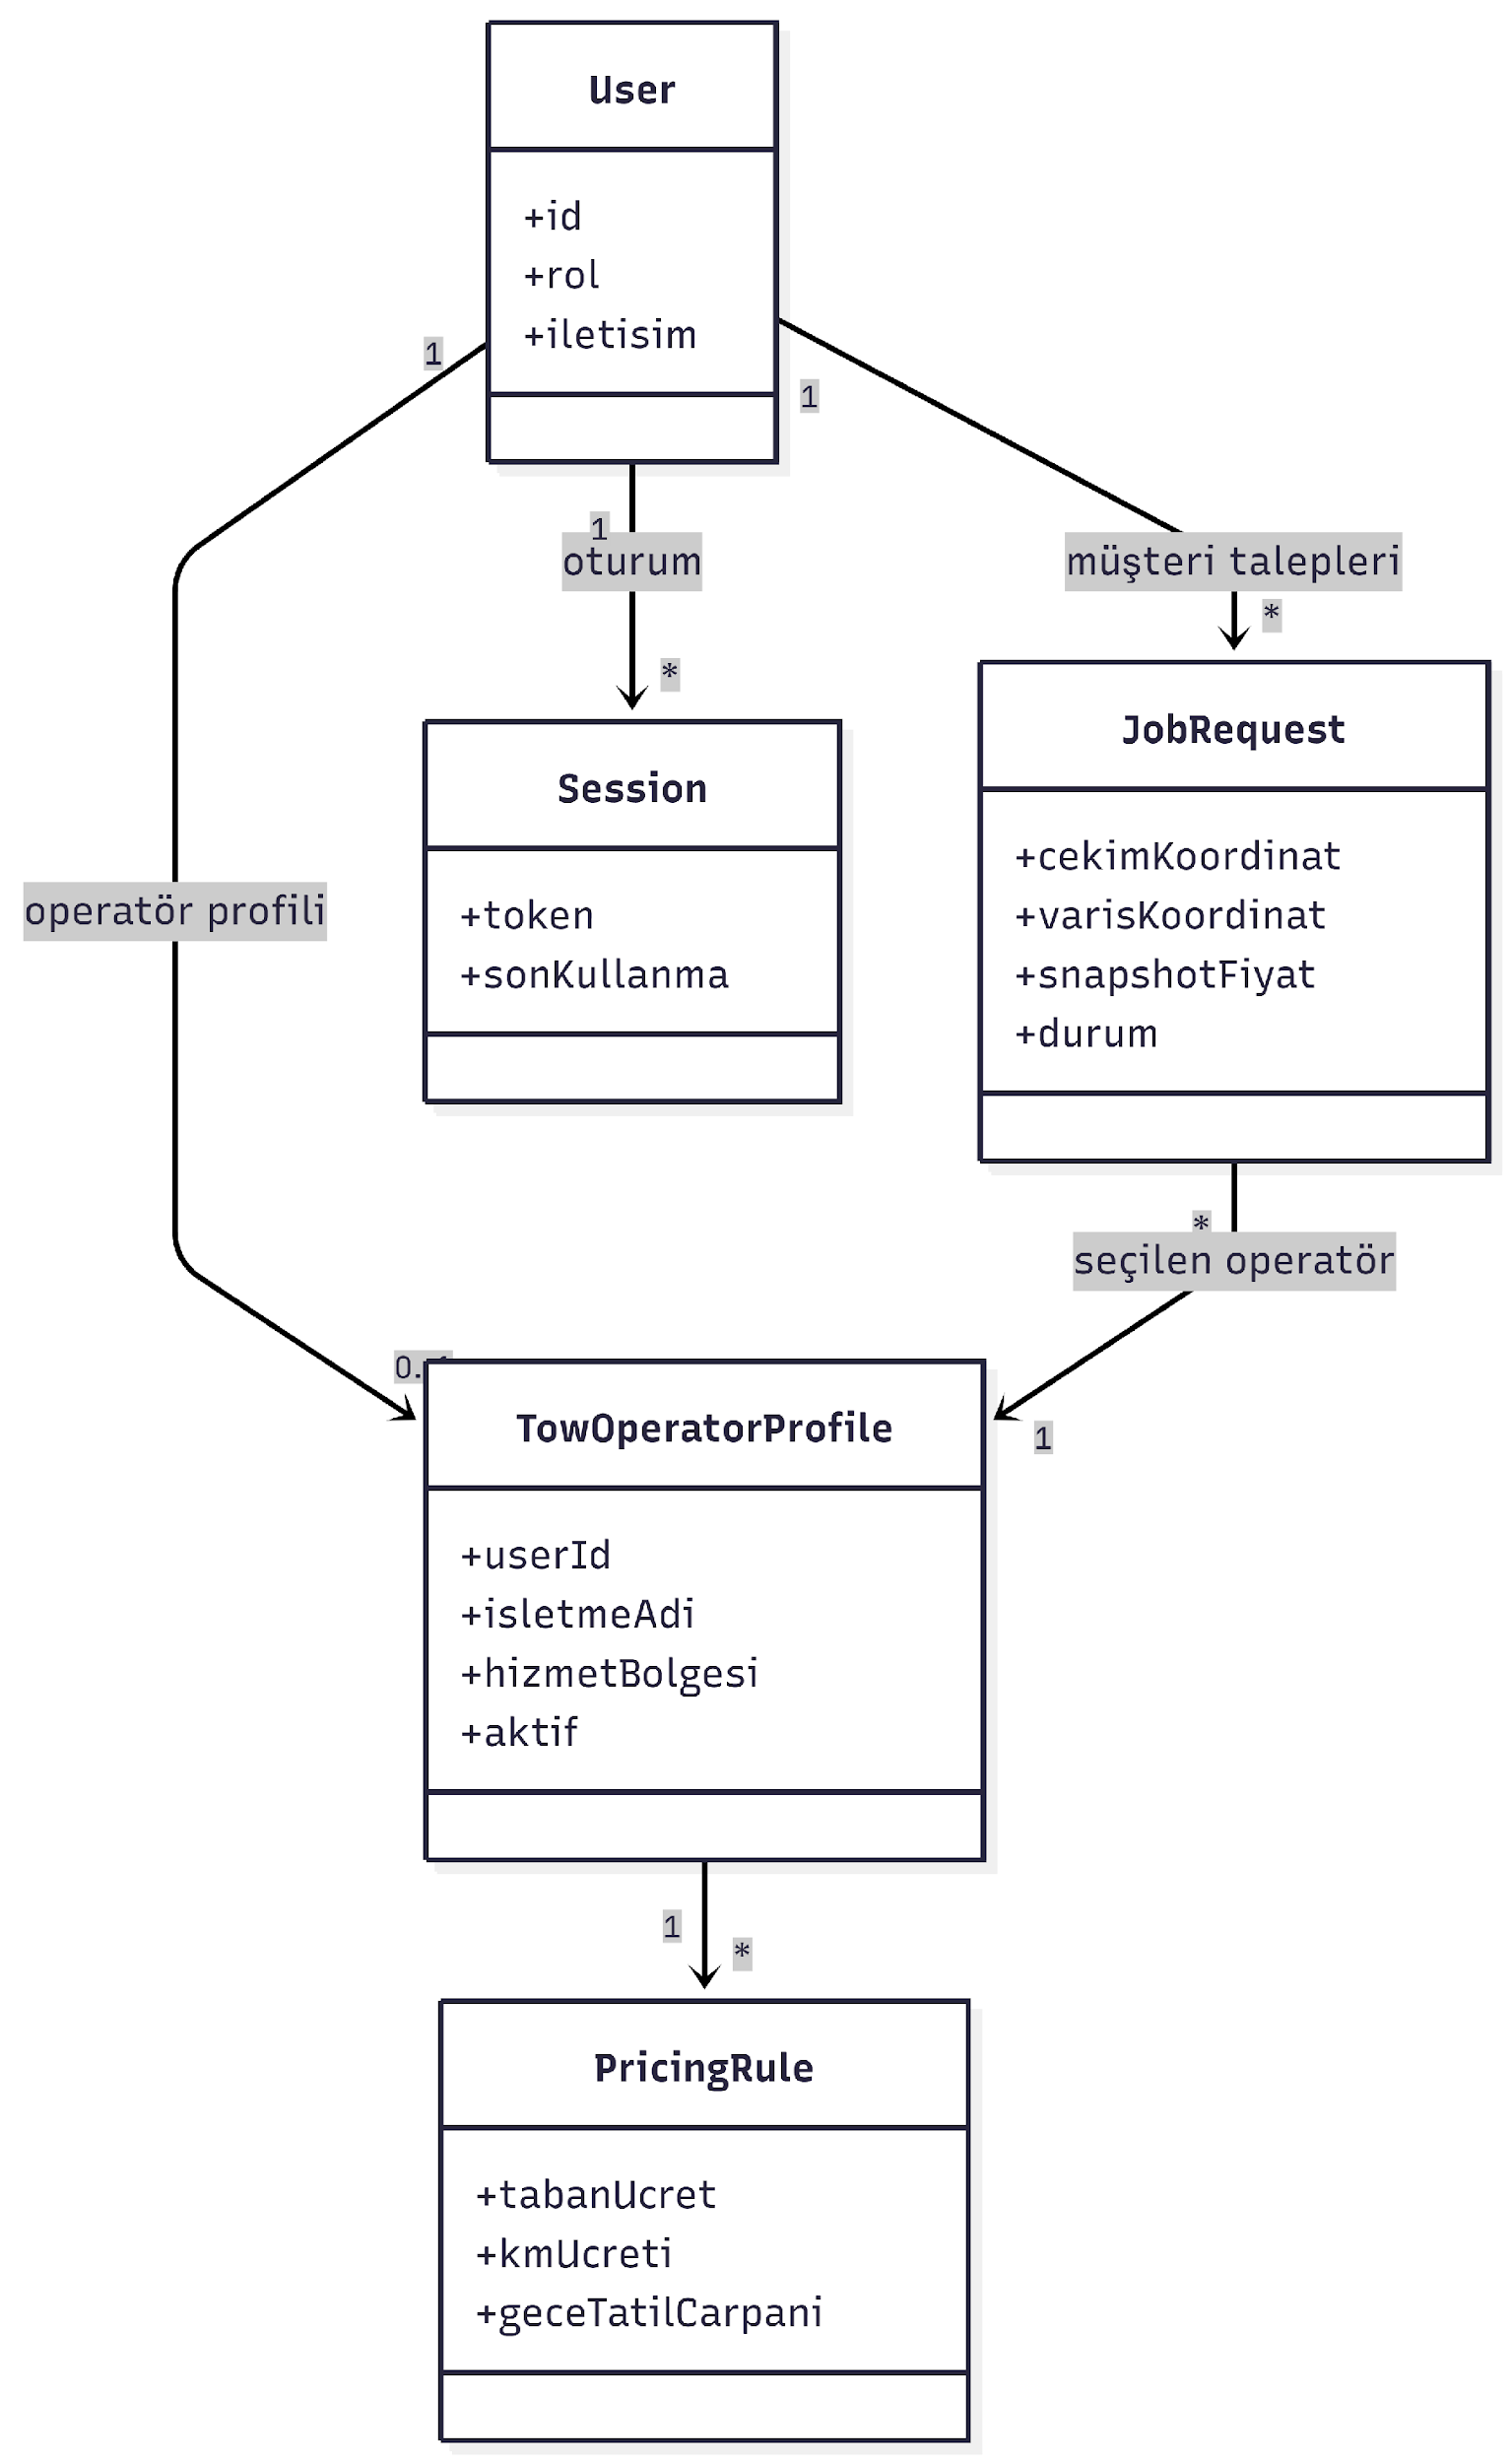 User
+id
+rol
+iletisim
1
1
1
oturum
müşteri talepleri
*
*
Session
+token
+sonKullanma
JobRequest
+cekimKoordinat
+varisKoordinat
+snapshotFiyat
+durum
operatör profili
*
seçilen operatör
1
TowOperatorProfile
+userId
+isletmeAdi
+hizmetBolgesi
+aktif
1
*
PricingRule
+tabanUcret
+kmUcreti
+geceTatilCarpani